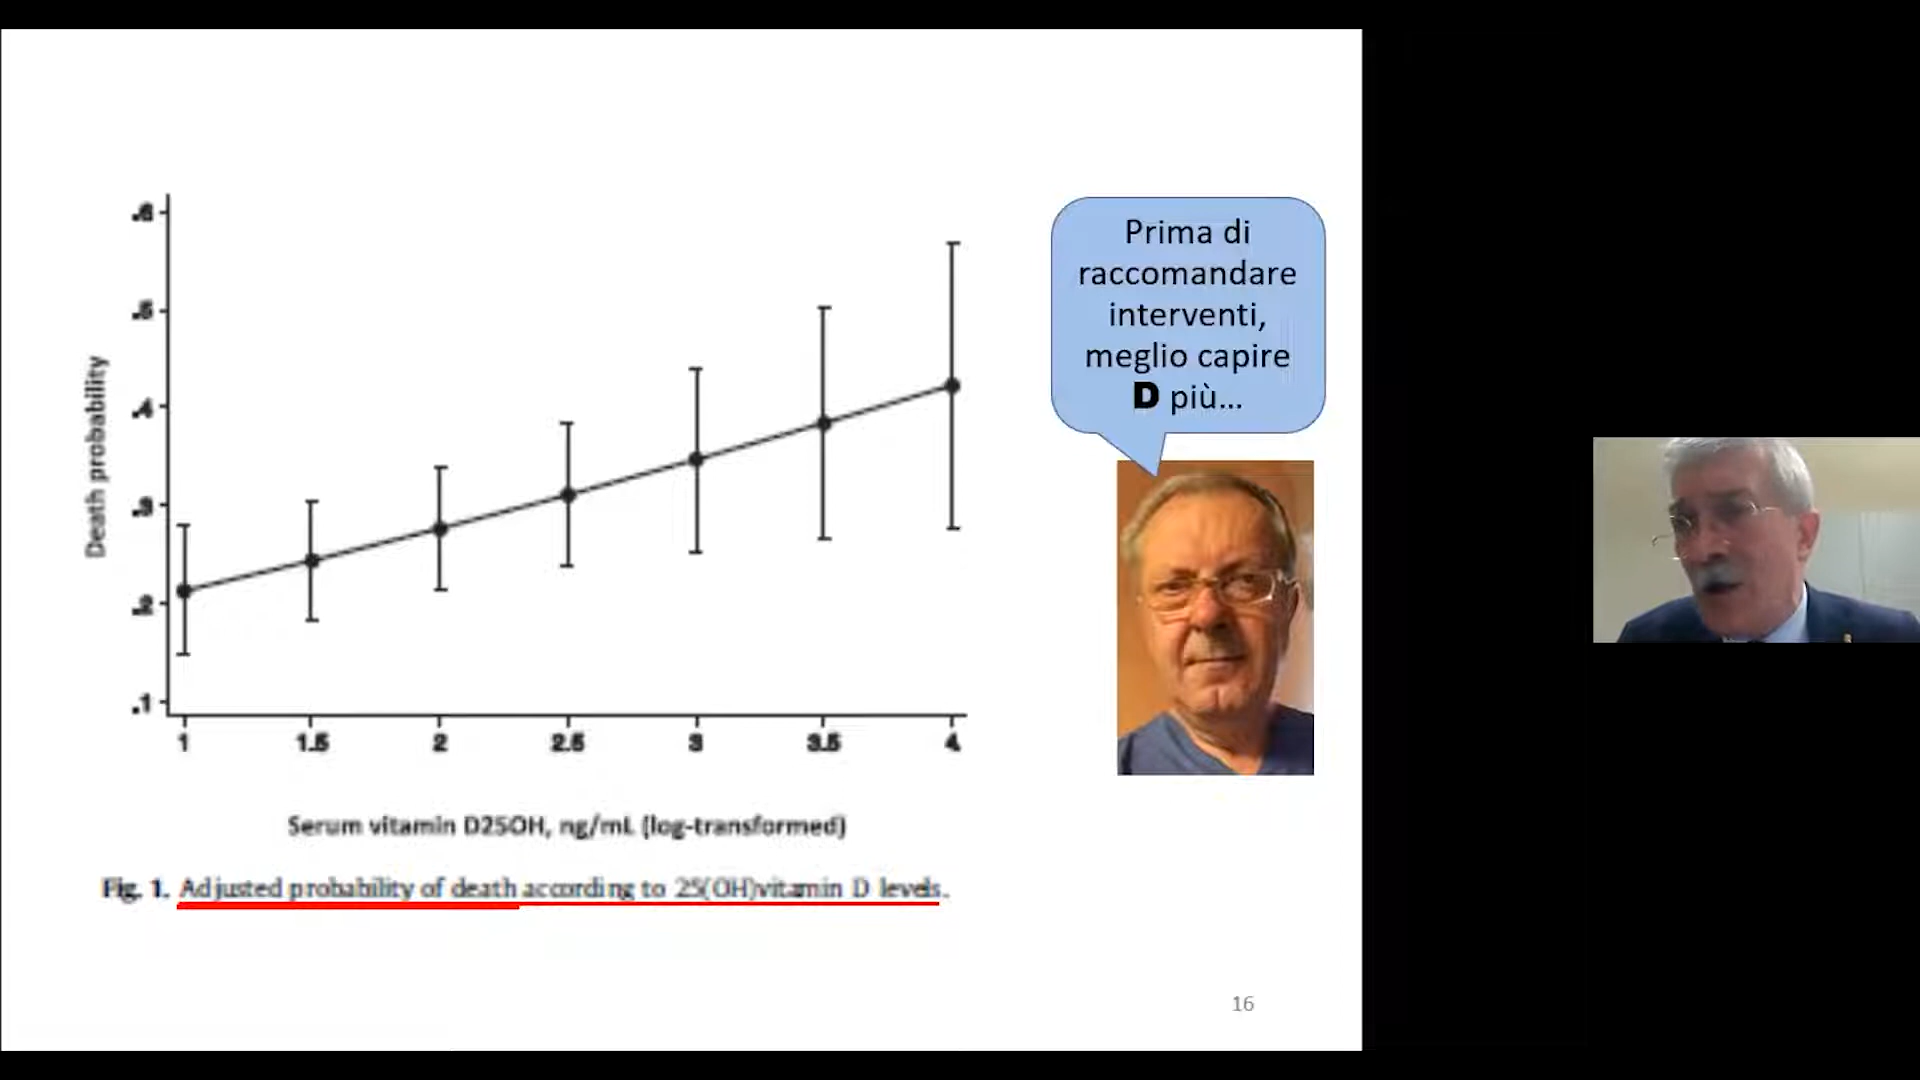 .6
.5
.4
.3
.2
.1
Death probability
1 1.5 2 2.5 3 3.5 4
Serum vitamin D25OH, ng/mL (log-transformed)
Fig. 1. Adjusted probability of death according to 25(OH)vitamin D levels.
Prima di
raccomandare
interventi,
meglio capire
D più...
16